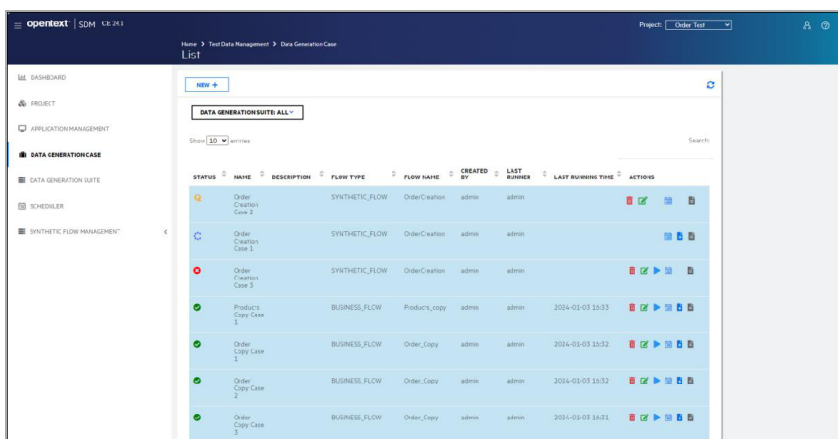 opentext™ | SDM CE 24.1
Project: Order Test
Home > Test Data Management > Data Generation Case
List
DASHBOARD
PROJECT
APPLICATION MANAGEMENT
DATA GENERATION CASE
DATA GENERATION SUITE
SCHEDULER
SYNTHETIC FLOW MANAGEMENT
NEW +
DATA GENERATION SUITE: ALL
Show 10 entries
Search:
STATUS NAME DESCRIPTION FLOW TYPE FLOW NAME CREATED BY LAST RUNNER LAST RUNNING TIME ACTIONS
Q Order Creation Case 2 SYNTHETIC_FLOW OrderCreation admin admin
Order Creation Case 1 SYNTHETIC_FLOW OrderCreation admin admin
Order Creation Case 3 SYNTHETIC_FLOW OrderCreation admin admin
Products Copy Case 1 BUSINESS_FLOW Products_copy admin admin 2024-01-03 16:33
Order Copy Case 1 BUSINESS_FLOW Order_Copy admin admin 2024-01-03 16:32
Order Copy Case 2 BUSINESS_FLOW Order_Copy admin admin 2024-01-03 16:32
Order Copy Case 3 BUSINESS_FLOW Order_Copy admin admin 2024-01-03 16:31